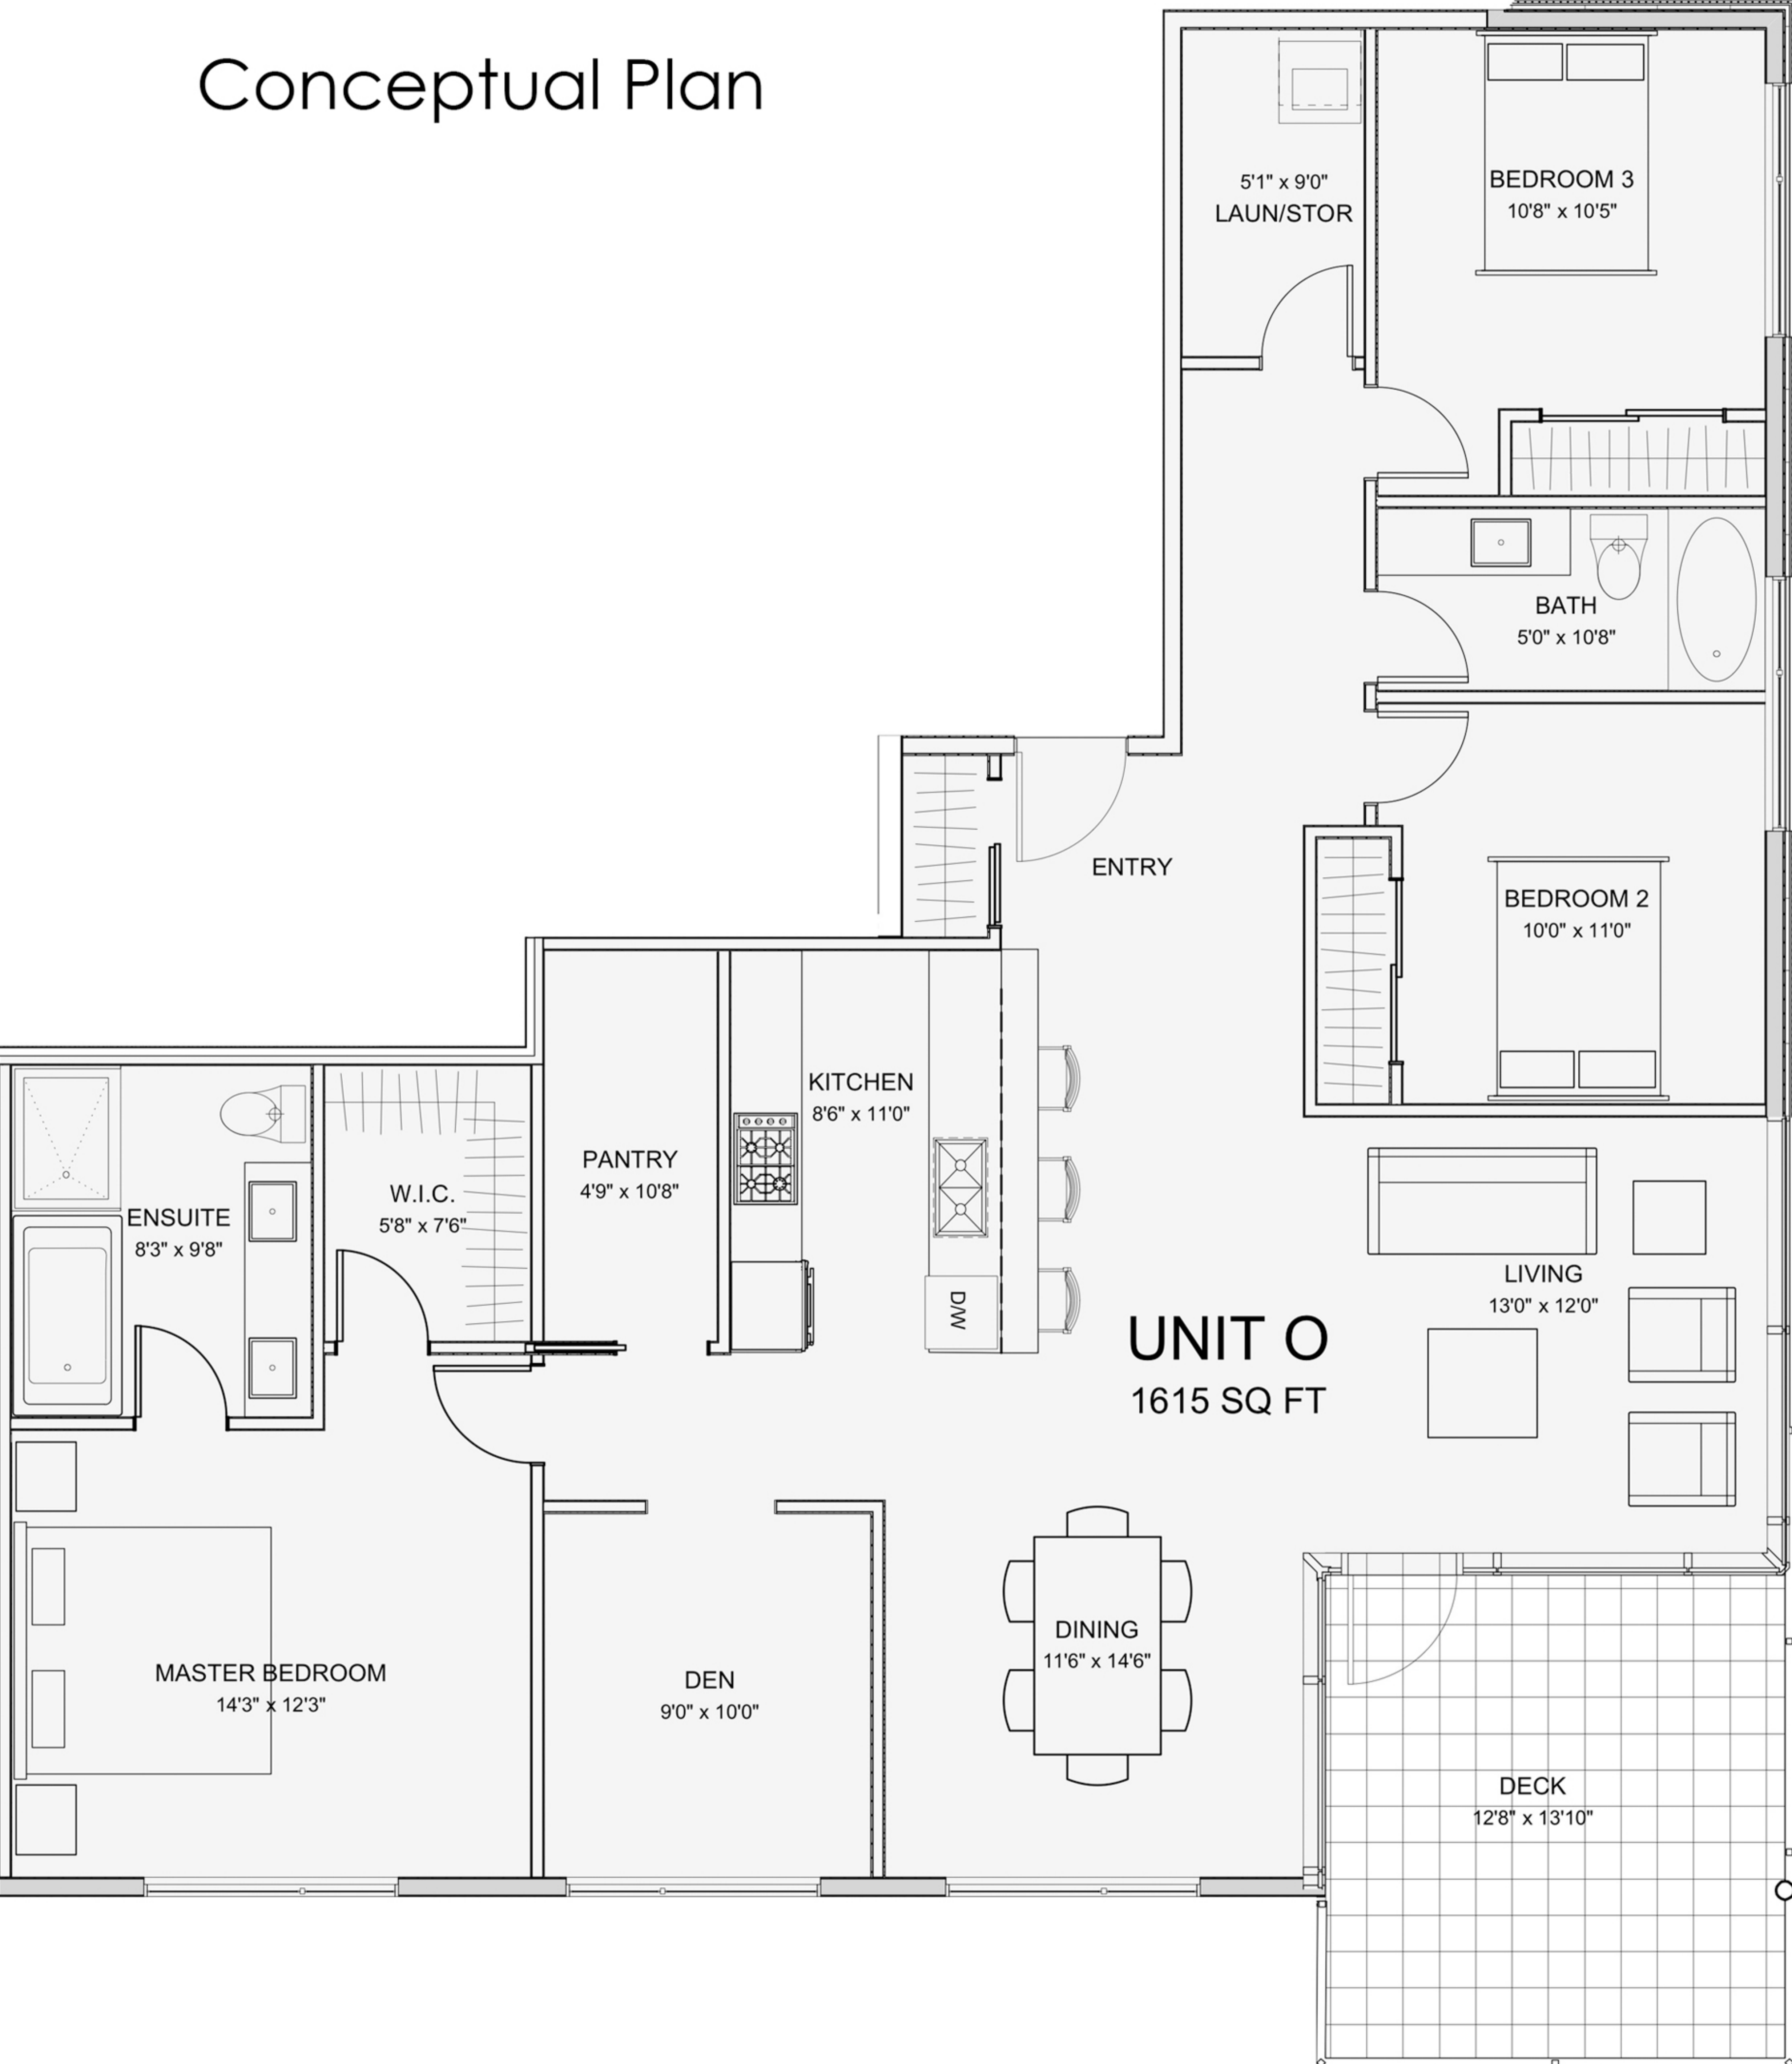 Conceptual Plan
5'1" x 9'0"
LAUN/STOR
BEDROOM 3
10'8" x 10'5"
BATH
5'0" x 10'8"
ENTRY
BEDROOM 2
10'0" x 11'0"
KITCHEN
8'6" x 11'0"
PANTRY
4'9" x 10'8"
W.I.C.
5'8" x 7'6"
ENSUITE
8'3" x 9'8"
D/W
LIVING
13'0" x 12'0"
UNIT O
1615 SQ FT
DINING
11'6" x 14'6"
MASTER BEDROOM
14'3" x 12'3"
DEN
9'0" x 10'0"
DECK
12'8" x 13'10"